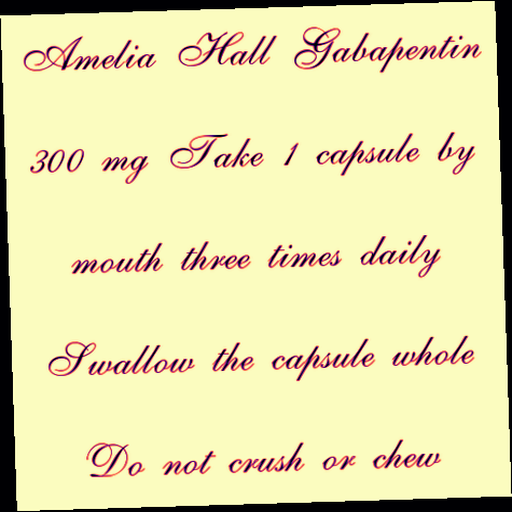 Amelia Hall Gabapentin
300 mg Take 1 capsule by
mouth three times daily
Swallow the capsule whole
Do not crush or chew